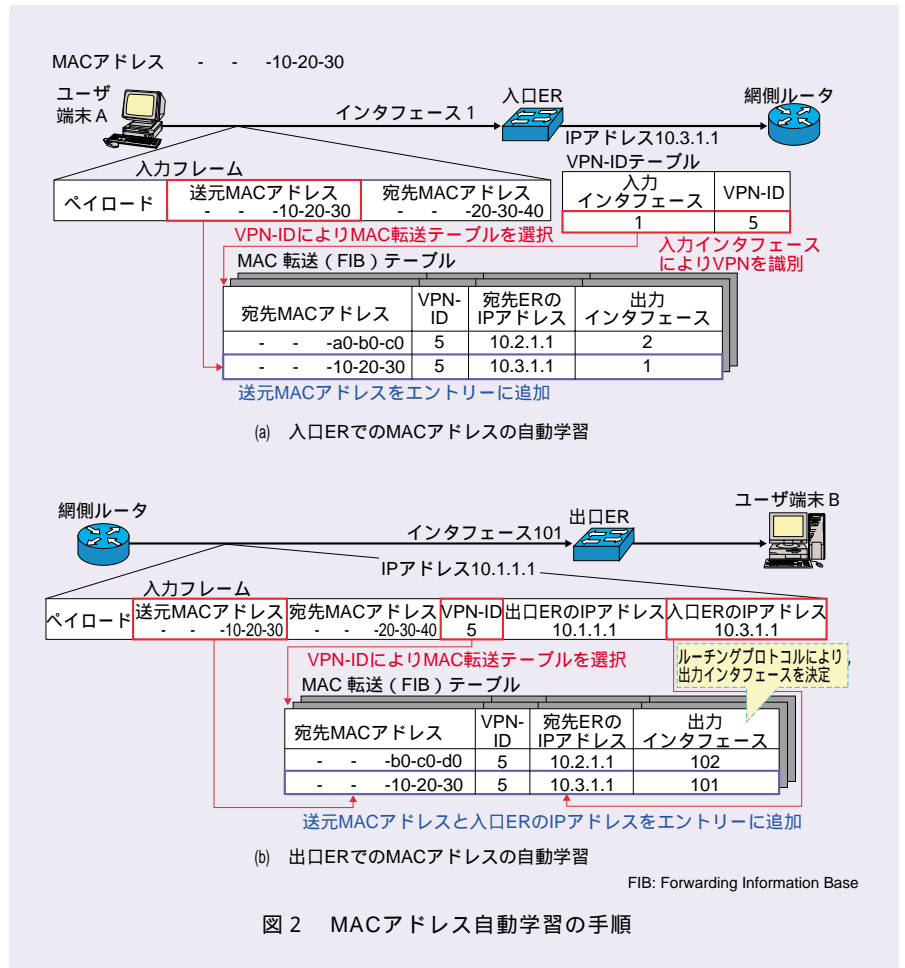 MACアドレス - - -10-20-30
ユーザ
端末A
インタフェース1
入口ER
網側ルータ
IPアドレス10.3.1.1
入力フレーム
ペイロード
送元MACアドレス
- - -10-20-30
宛先MACアドレス
- - -20-30-40
VPN-IDテーブル
入力
インタフェース
VPN-ID
1 5
入力インタフェース
によりVPNを識別
VPN-IDによりMAC転送テーブルを選択
MAC 転送(FIB)テーブル
宛先MACアドレス
VPN-
ID
宛先ERの
IPアドレス
出力
インタフェース
- - -a0-b0-c0 5 10.2.1.1 2
- - -10-20-30 5 10.3.1.1 1
送元MACアドレスをエントリーに追加
(a) 入口ERでのMACアドレスの自動学習
網側ルータ
インタフェース101
出口ER
ユーザ端末B
IPアドレス10.1.1.1
入力フレーム
ペイロード
送元MACアドレス
- - -10-20-30
宛先MACアドレス
- - -20-30-40
VPN-ID
5
出口ERのIPアドレス
10.1.1.1
入口ERのIPアドレス
10.3.1.1
VPN-IDによりMAC転送テーブルを選択
ルーチングプロトコルにより,
出力インタフェースを決定
MAC 転送(FIB)テーブル
宛先MACアドレス
VPN-
ID
宛先ERの
IPアドレス
出力
インタフェース
- - -b0-c0-d0 5 10.2.1.1 102
- - -10-20-30 5 10.3.1.1 101
送元MACアドレスと入口ERのIPアドレスをエントリーに追加
(b) 出口ERでのMACアドレスの自動学習
FIB: Forwarding Information Base
図2 MACアドレス自動学習の手順